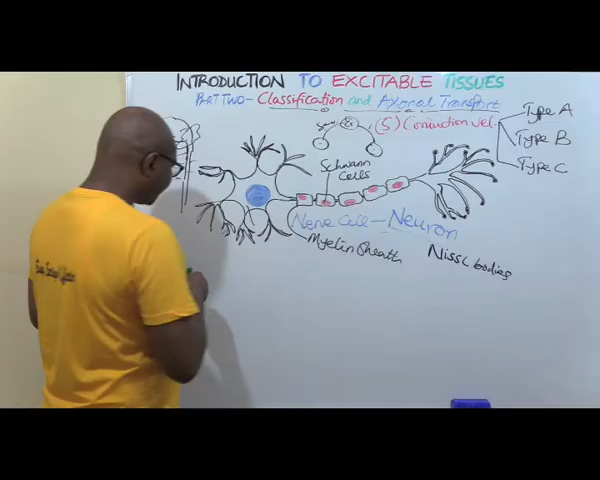 INTRODUCTION TO EXCITABLE TISSUES
PART TWO - Classification and Axonal Transport
(5) Conduction Vel
Type A
Type B
Type C
Schwann
Cells
Nerve Cell - Neuron
Myelin Sheath
Nissl bodies